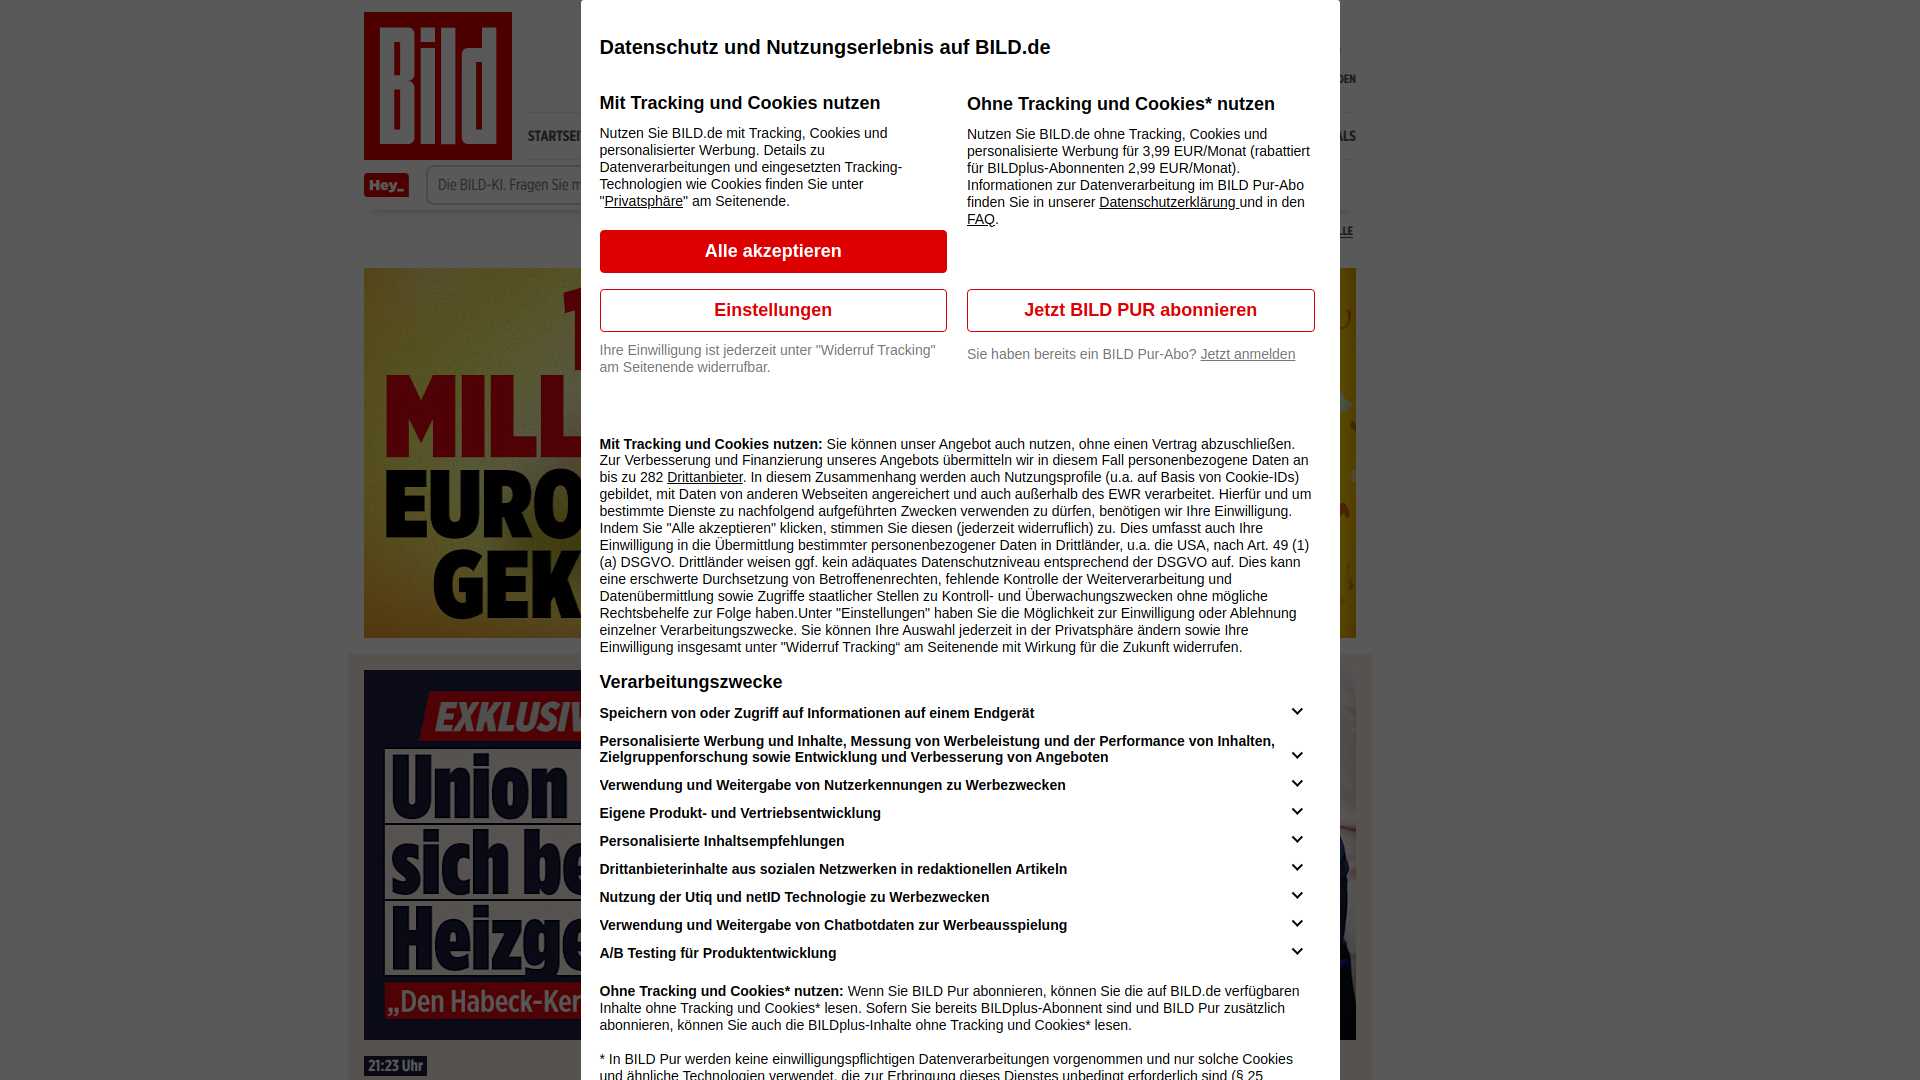 Bild
Datenschutz und Nutzungserlebnis auf BILD.de
Mit Tracking und Cookies nutzen
Nutzen Sie BILD.de mit Tracking, Cookies und
personalisierter Werbung. Details zu
Datenverarbeitungen und eingesetzten Tracking-
Technologien wie Cookies finden Sie unter
"Privatsphäre" am Seitenende.
Alle akzeptieren
Einstellungen
Ihre Einwilligung ist jederzeit unter "Widerruf Tracking"
am Seitenende widerrufbar.
Ohne Tracking und Cookies* nutzen
Nutzen Sie BILD.de ohne Tracking, Cookies und
personalisierte Werbung für 3,99 EUR/Monat (rabattiert
für BILDplus-Abonnenten 2,99 EUR/Monat).
Informationen zur Datenverarbeitung im BILD Pur-Abo
finden Sie in unserer Datenschutzerklärung und in den
FAQ.
Jetzt BILD PUR abonnieren
Sie haben bereits ein BILD Pur-Abo? Jetzt anmelden
Mit Tracking und Cookies nutzen: Sie können unser Angebot auch nutzen, ohne einen Vertrag abzuschließen.
Zur Verbesserung und Finanzierung unseres Angebots übermitteln wir in diesem Fall personenbezogene Daten an
bis zu 282 Drittanbieter. In diesem Zusammenhang werden auch Nutzungsprofile (u.a. auf Basis von Cookie-IDs)
gebildet, mit Daten von anderen Webseiten angereichert und auch außerhalb des EWR verarbeitet. Hierfür und um
bestimmte Dienste zu nachfolgend aufgeführten Zwecken verwenden zu dürfen, benötigen wir Ihre Einwilligung.
Indem Sie "Alle akzeptieren" klicken, stimmen Sie diesen (jederzeit widerruflich) zu. Dies umfasst auch Ihre
Einwilligung in die Übermittlung bestimmter personenbezogener Daten in Drittländer, u.a. die USA, nach Art. 49 (1)
(a) DSGVO. Drittländer weisen ggf. kein adäquates Datenschutzniveau entsprechend der DSGVO auf. Dies kann
eine erschwerte Durchsetzung von Betroffenenrechten, fehlende Kontrolle der Weiterverarbeitung und
Datenübermittlung sowie Zugriffe staatlicher Stellen zu Kontroll- und Überwachungszwecken ohne mögliche
Rechtsbehelfe zur Folge haben.Unter "Einstellungen" haben Sie die Möglichkeit zur Einwilligung oder Ablehnung
einzelner Verarbeitungszwecke. Sie können Ihre Auswahl jederzeit in der Privatsphäre ändern sowie Ihre
Einwilligung insgesamt unter "Widerruf Tracking“ am Seitenende mit Wirkung für die Zukunft widerrufen.
Verarbeitungszwecke
Speichern von oder Zugriff auf Informationen auf einem Endgerät
Personalisierte Werbung und Inhalte, Messung von Werbeleistung und der Performance von Inhalten,
Zielgruppenforschung sowie Entwicklung und Verbesserung von Angeboten
Verwendung und Weitergabe von Nutzerkennungen zu Werbezwecken
Eigene Produkt- und Vertriebsentwicklung
Personalisierte Inhaltsempfehlungen
Drittanbieterinhalte aus sozialen Netzwerken in redaktionellen Artikeln
Nutzung der Utiq und netID Technologie zu Werbezwecken
Verwendung und Weitergabe von Chatbotdaten zur Werbeausspielung
A/B Testing für Produktentwicklung
Ohne Tracking und Cookies* nutzen: Wenn Sie BILD Pur abonnieren, können Sie die auf BILD.de verfügbaren
Inhalte ohne Tracking und Cookies* lesen. Sofern Sie bereits BILDplus-Abonnent sind und BILD Pur zusätzlich
abonnieren, können Sie auch die BILDplus-Inhalte ohne Tracking und Cookies* lesen.
* In BILD Pur werden keine einwilligungspflichtigen Datenverarbeitungen vorgenommen und nur solche Cookies
und ähnliche Technologien verwendet, die zur Erbringung dieses Dienstes unbedingt erforderlich sind (§ 25
STARTSEI
Hey_
Die BILD-KI. Fragen Sie m
DEN
ALS
LLE
1
MILL
EURO
GEK
EXKLUSIV
Union
sich be
Heizge
„Den Habeck-Ker
21:23 Uhr